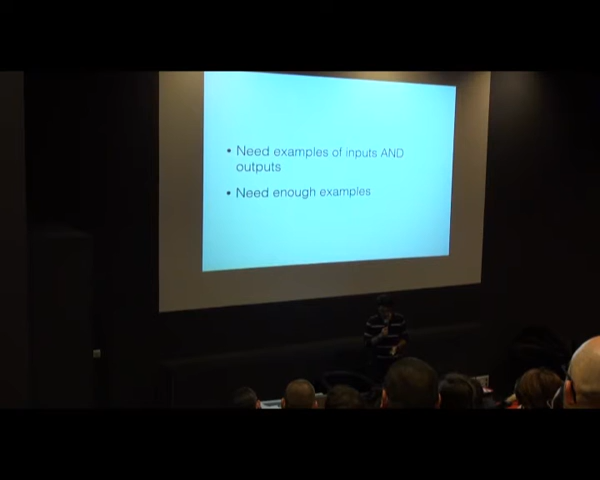 • Need examples of inputs AND
outputs
• Need enough examples